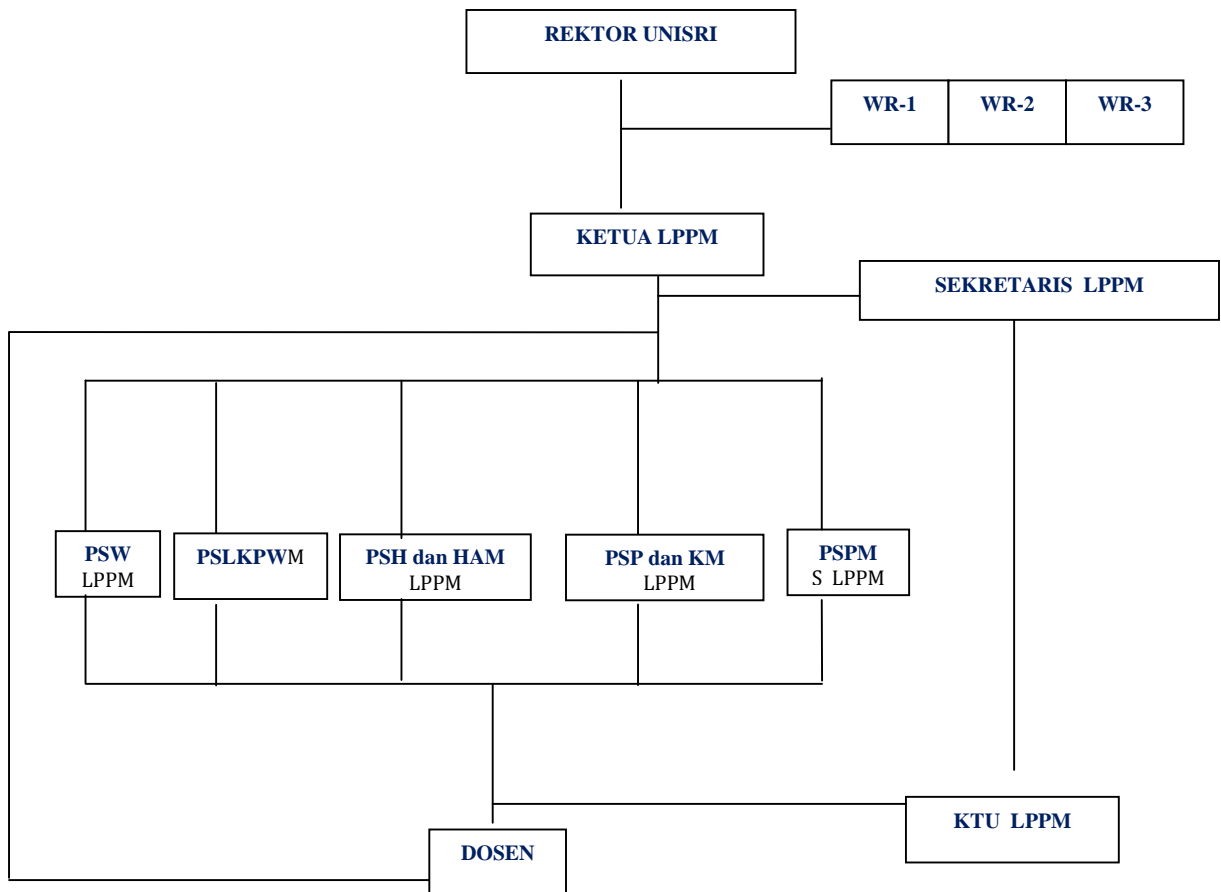 REKTOR UNISRI
WR-1
WR-2
WR-3
KETUA LPPM
SEKRETARIS LPPM
PSW
LPPM
PSLKPWM
PSH dan HAM
LPPM
PSP dan KM
LPPM
PSPM
S LPPM
KTU LPPM
DOSEN